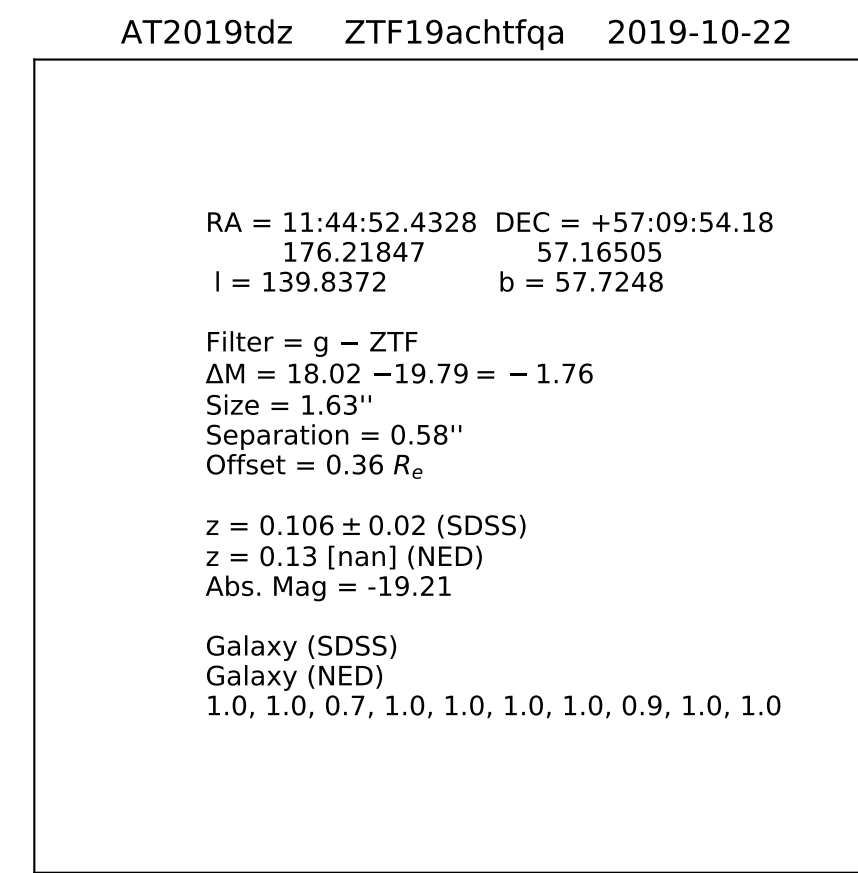 AT2019tdz ZTF19achtfqa 2019-10-22
RA = 11:44:52.4328 DEC = +57:09:54.18
176.21847 57.16505
l = 139.8372 b = 57.7248
Filter = g − ZTF
ΔM = 18.02 −19.79 = − 1.76
Size = 1.63''
Separation = 0.58''
Offset = 0.36 Rₑ
z = 0.106 ± 0.02 (SDSS)
z = 0.13 [nan] (NED)
Abs. Mag = -19.21
Galaxy (SDSS)
Galaxy (NED)
1.0, 1.0, 0.7, 1.0, 1.0, 1.0, 1.0, 0.9, 1.0, 1.0